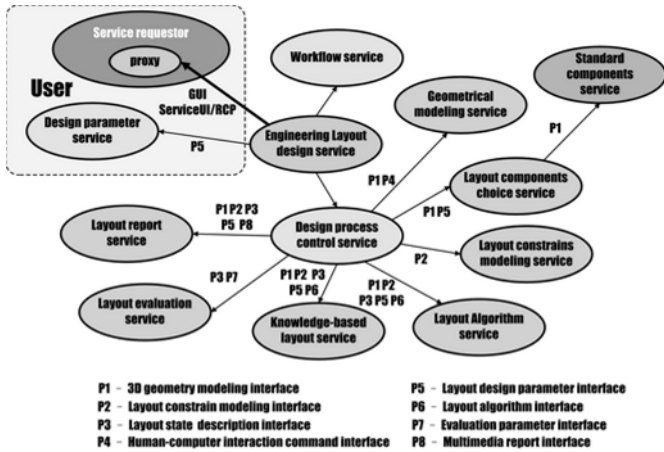 Service requestor
proxy
User
GUI
ServiceUI/RCP
Design parameter
service
P5
Workflow service
Engineering Layout
design service
Geometrical
modeling service
Standard
components
service
P1
P1 P4
Layout components
choice service
P1 P5
Design process
control service
P1 P2 P3
P5 P8
Layout report
service
P2
Layout constrains
modeling service
P3 P7
Layout evaluation
service
P1 P2 P3
P5 P6
Knowledge-based
layout service
P1 P2
P3 P5 P6
Layout Algorithm
service
P1 - 3D geometry modeling interface
P2 - Layout constrain modeling interface
P3 - Layout state description interface
P4 - Human-computer interaction command interface
P5 - Layout design parameter interface
P6 - Layout algorithm interface
P7 - Evaluation parameter interface
P8 - Multimedia report interface